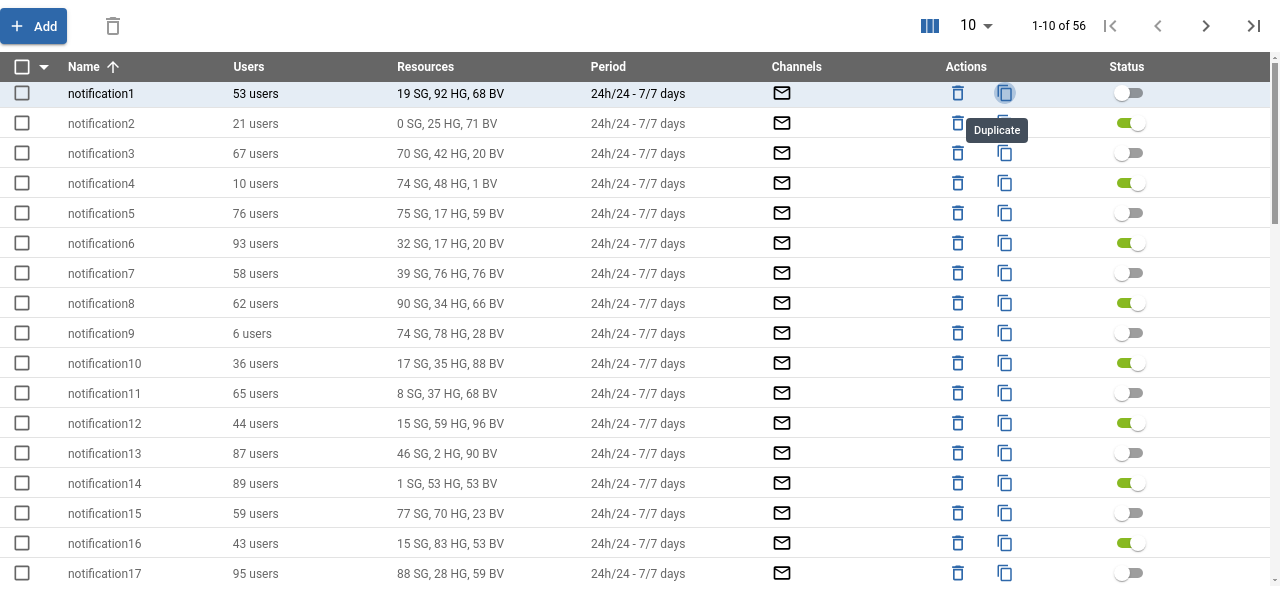 Add 10 1-10 of 56
Name Users Resources Period Channels Actions Status
notification1 53 users 19 SG, 92 HG, 68 BV 24h/24 - 7/7 days
notification2 21 users 0 SG, 25 HG, 71 BV 24h/24 - 7/7 days
Duplicate
notification3 67 users 70 SG, 42 HG, 20 BV 24h/24 - 7/7 days
notification4 10 users 74 SG, 48 HG, 1 BV 24h/24 - 7/7 days
notification5 76 users 75 SG, 17 HG, 59 BV 24h/24 - 7/7 days
notification6 93 users 32 SG, 17 HG, 20 BV 24h/24 - 7/7 days
notification7 58 users 39 SG, 76 HG, 76 BV 24h/24 - 7/7 days
notification8 62 users 90 SG, 34 HG, 66 BV 24h/24 - 7/7 days
notification9 6 users 74 SG, 78 HG, 28 BV 24h/24 - 7/7 days
notification10 36 users 17 SG, 35 HG, 88 BV 24h/24 - 7/7 days
notification11 65 users 8 SG, 37 HG, 68 BV 24h/24 - 7/7 days
notification12 44 users 15 SG, 59 HG, 96 BV 24h/24 - 7/7 days
notification13 87 users 46 SG, 2 HG, 90 BV 24h/24 - 7/7 days
notification14 89 users 1 SG, 53 HG, 53 BV 24h/24 - 7/7 days
notification15 59 users 77 SG, 70 HG, 23 BV 24h/24 - 7/7 days
notification16 43 users 15 SG, 83 HG, 53 BV 24h/24 - 7/7 days
notification17 95 users 88 SG, 28 HG, 59 BV 24h/24 - 7/7 days